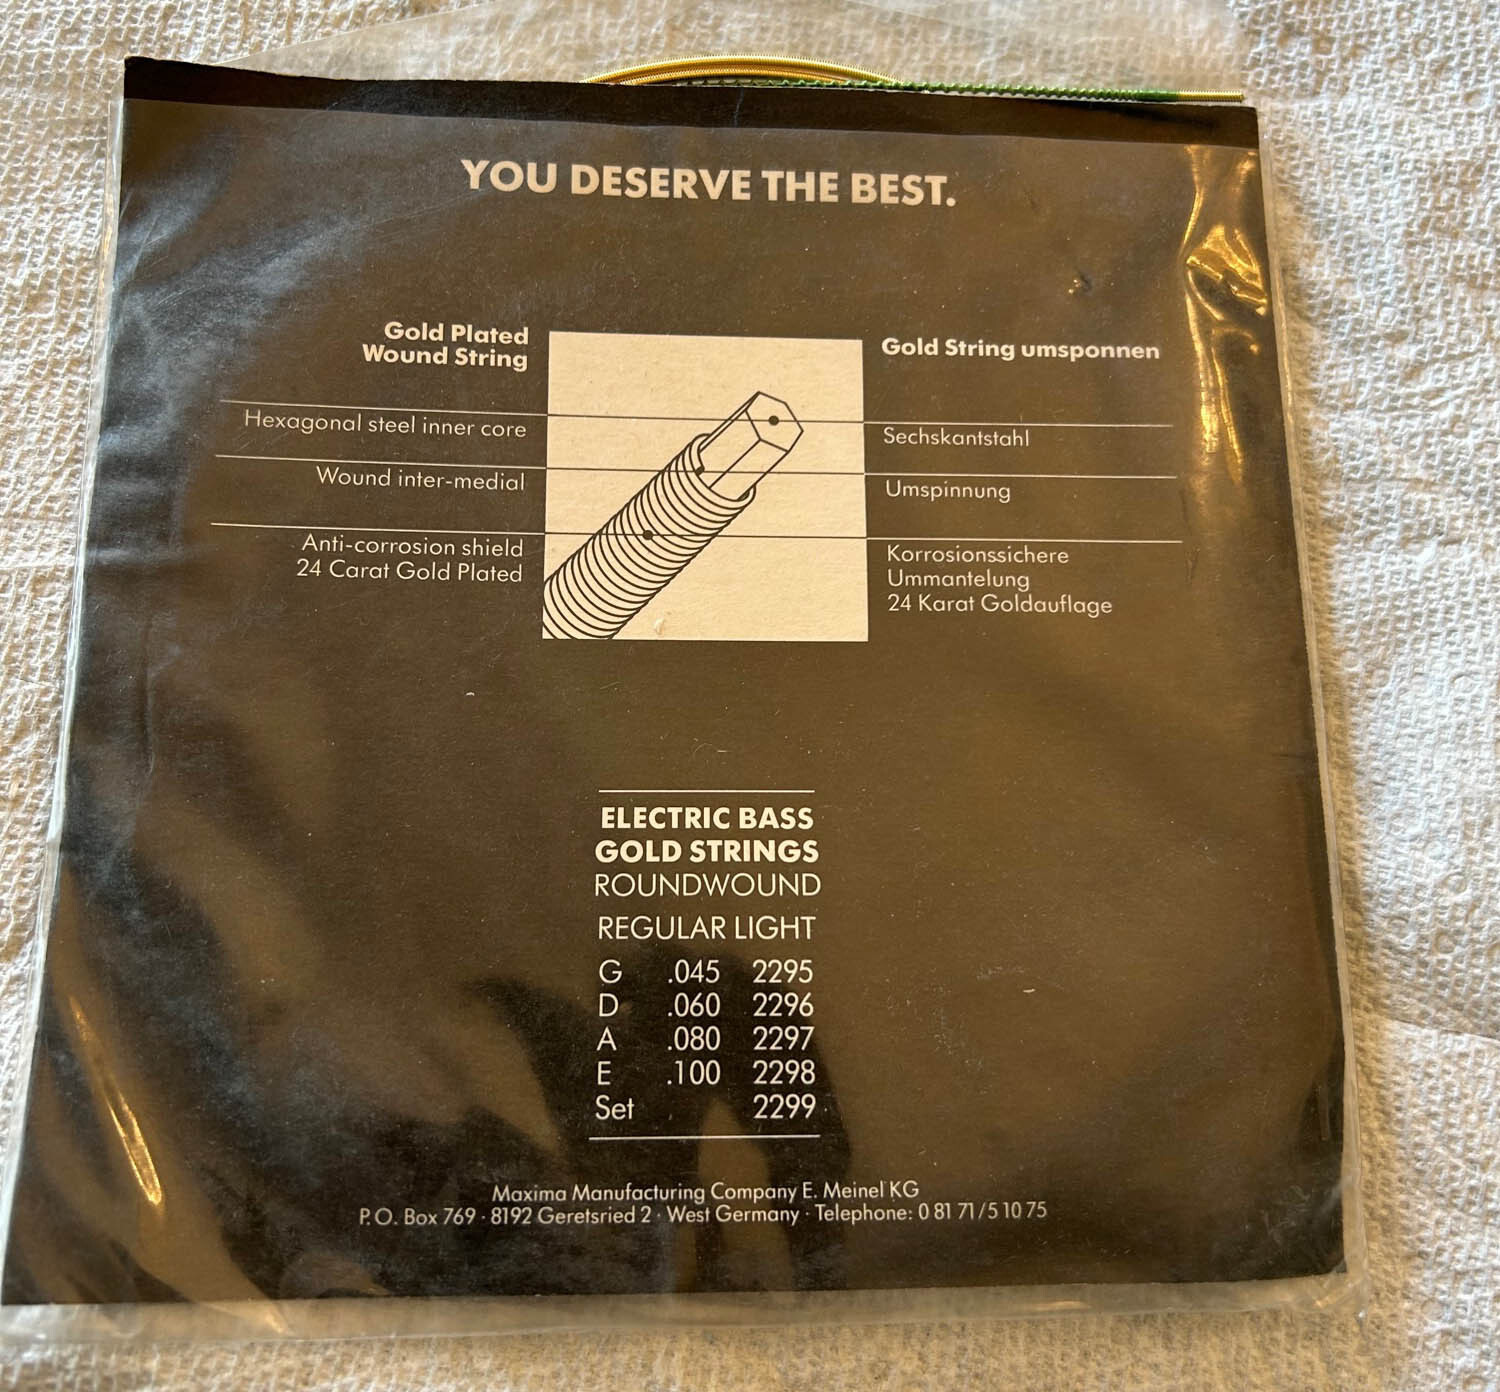 YOU DESERVE THE BEST.
Gold Plated
Wound String
Hexagonal steel inner core
Wound inter-medial
Anti-corrosion shield
24 Carat Gold Plated
Gold String umsponnen
Sechskantstahl
Umspinnung
Korrosionssichere
Ummantelung
24 Karat Goldauflage
ELECTRIC BASS
GOLD STRINGS
ROUNDWOUND
REGULAR LIGHT
G .045 2295
D .060 2296
A .080 2297
E .100 2298
Set 2299
Maxima Manufacturing Company E. Meinel KG
P.O. Box 769 · 8192 Geretsried 2 · West Germany · Telephone: 0 81 71/5 10 75